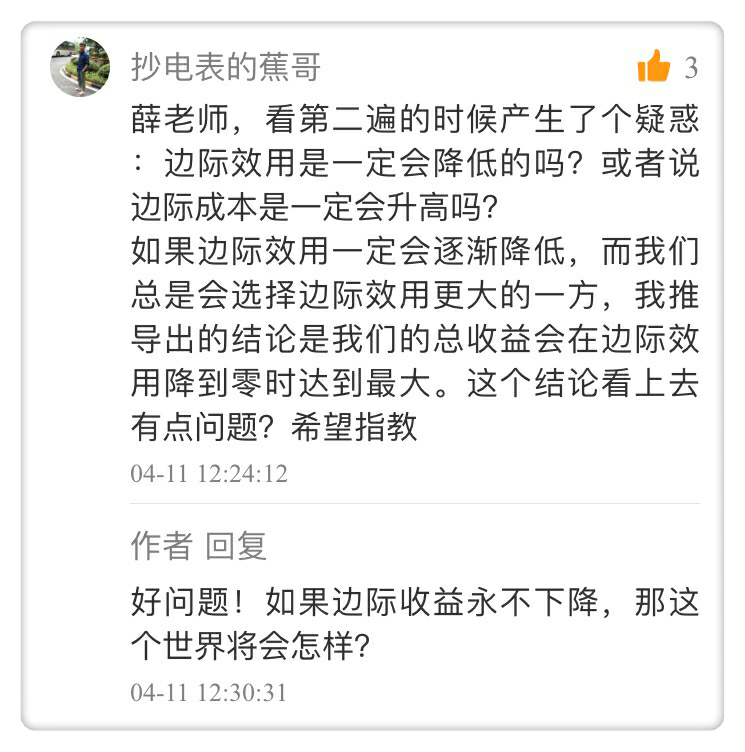 抄电表的蕉哥
3
薛老师，看第二遍的时候产生了个疑惑
：边际效用是一定会降低的吗？或者说
边际成本是一定会升高吗？
如果边际效用一定会逐渐降低，而我们
总是会选择边际效用更大的一方，我推
导出的结论是我们的总收益会在边际效
用降到零时达到最大。这个结论看上去
有点问题？希望指教
04-11 12:24:12
作者 回复
好问题！如果边际收益永不下降，那这
个世界将会怎样？
04-11 12:30:31